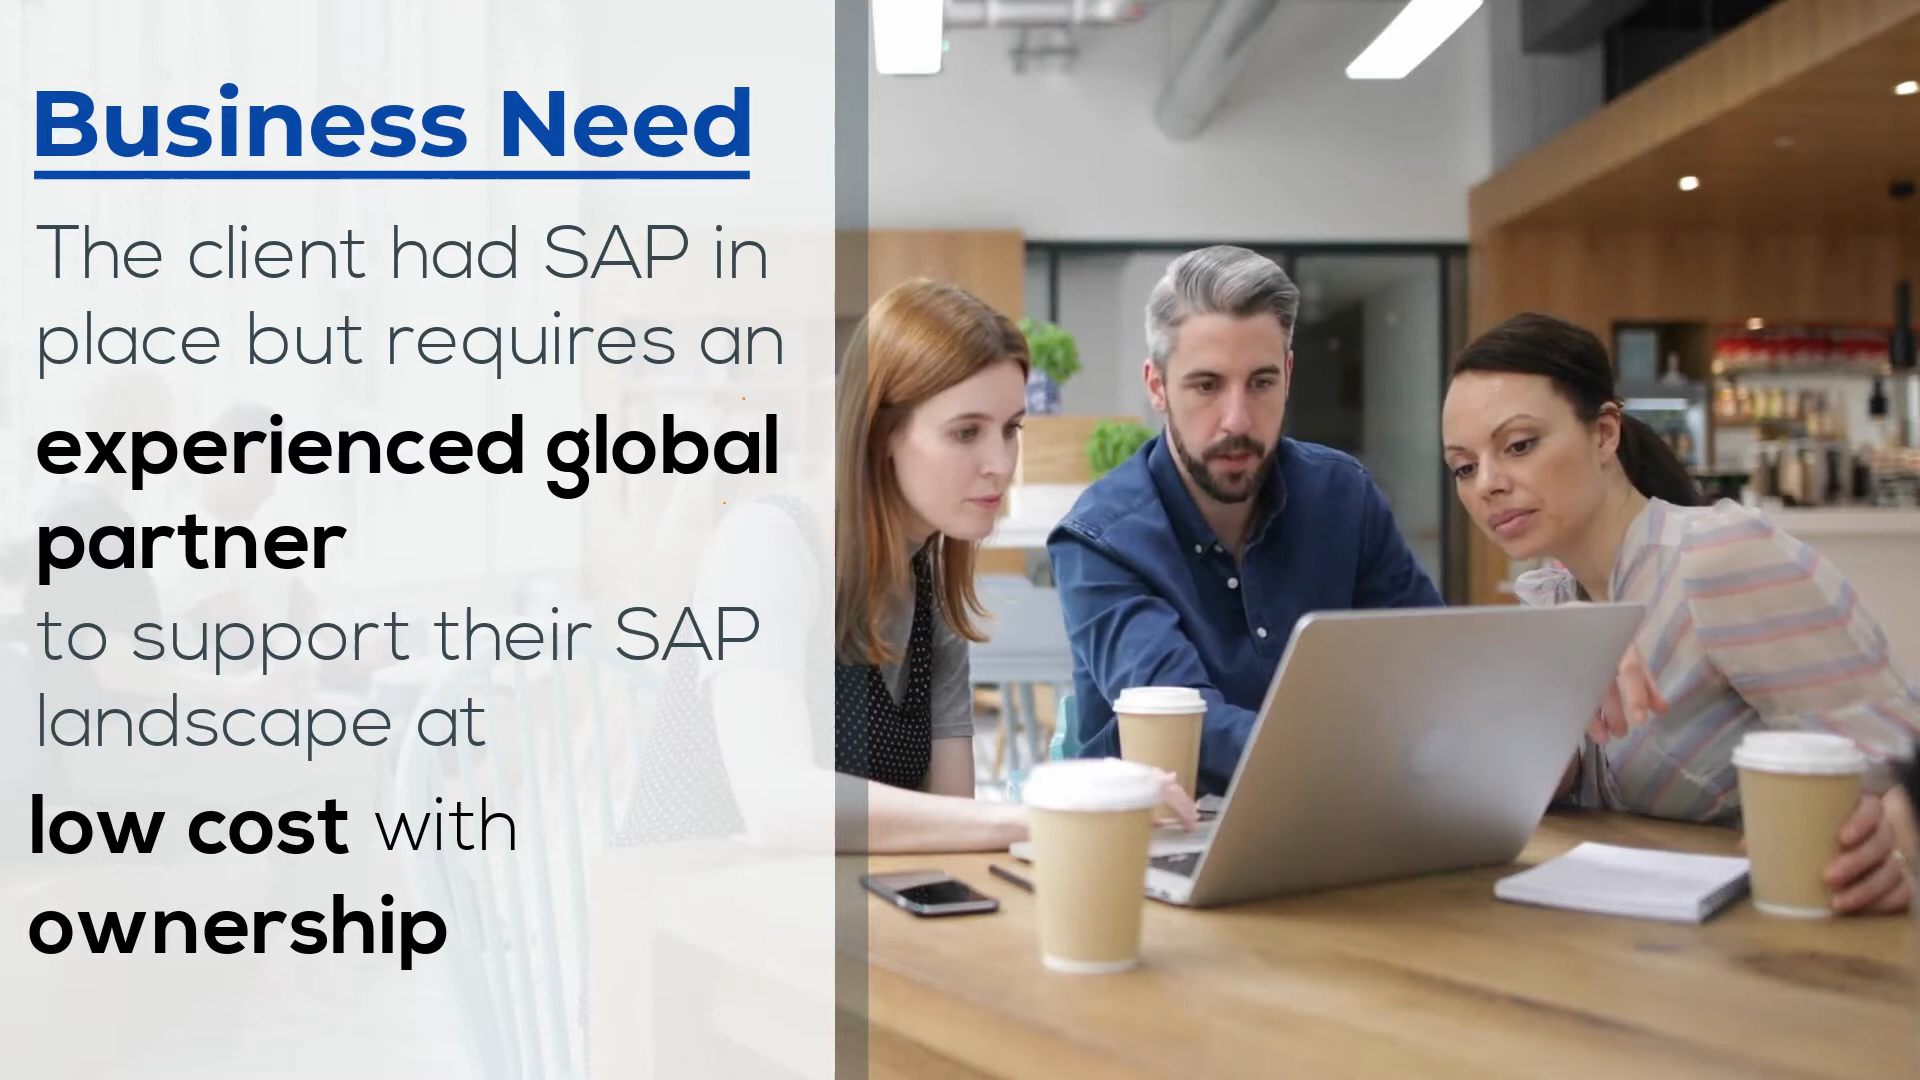 Business Need
The client had SAP in
place but requires an
experienced global
partner
to support their SAP
landscape at
low cost with
ownership